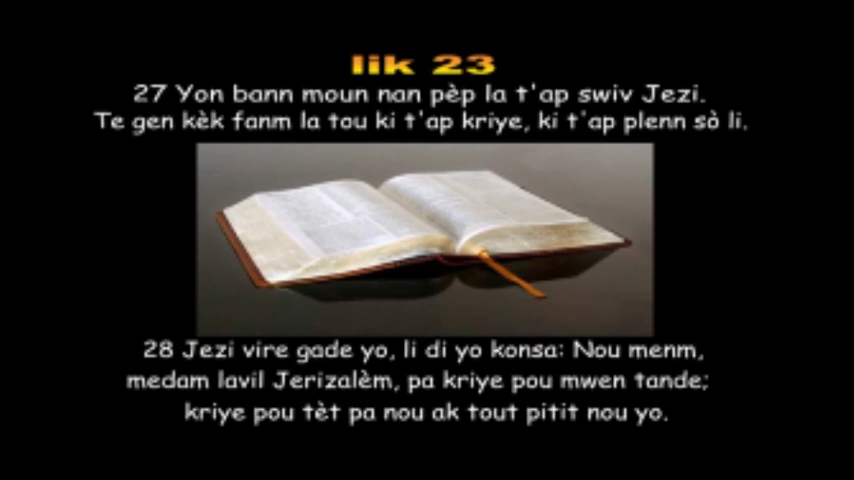 lik 23
27 Yon bann moun nan pèp la t'ap swiv Jezi.
Te gen kèk fanm la tou ki t'ap kriye, ki t'ap plenn sò li.
28 Jezi vire gade yo, li di yo konsa: Nou menm,
medam lavil Jerizalèm, pa kriye pou mwen tande;
kriye pou tèt pa nou ak tout pitit nou yo.